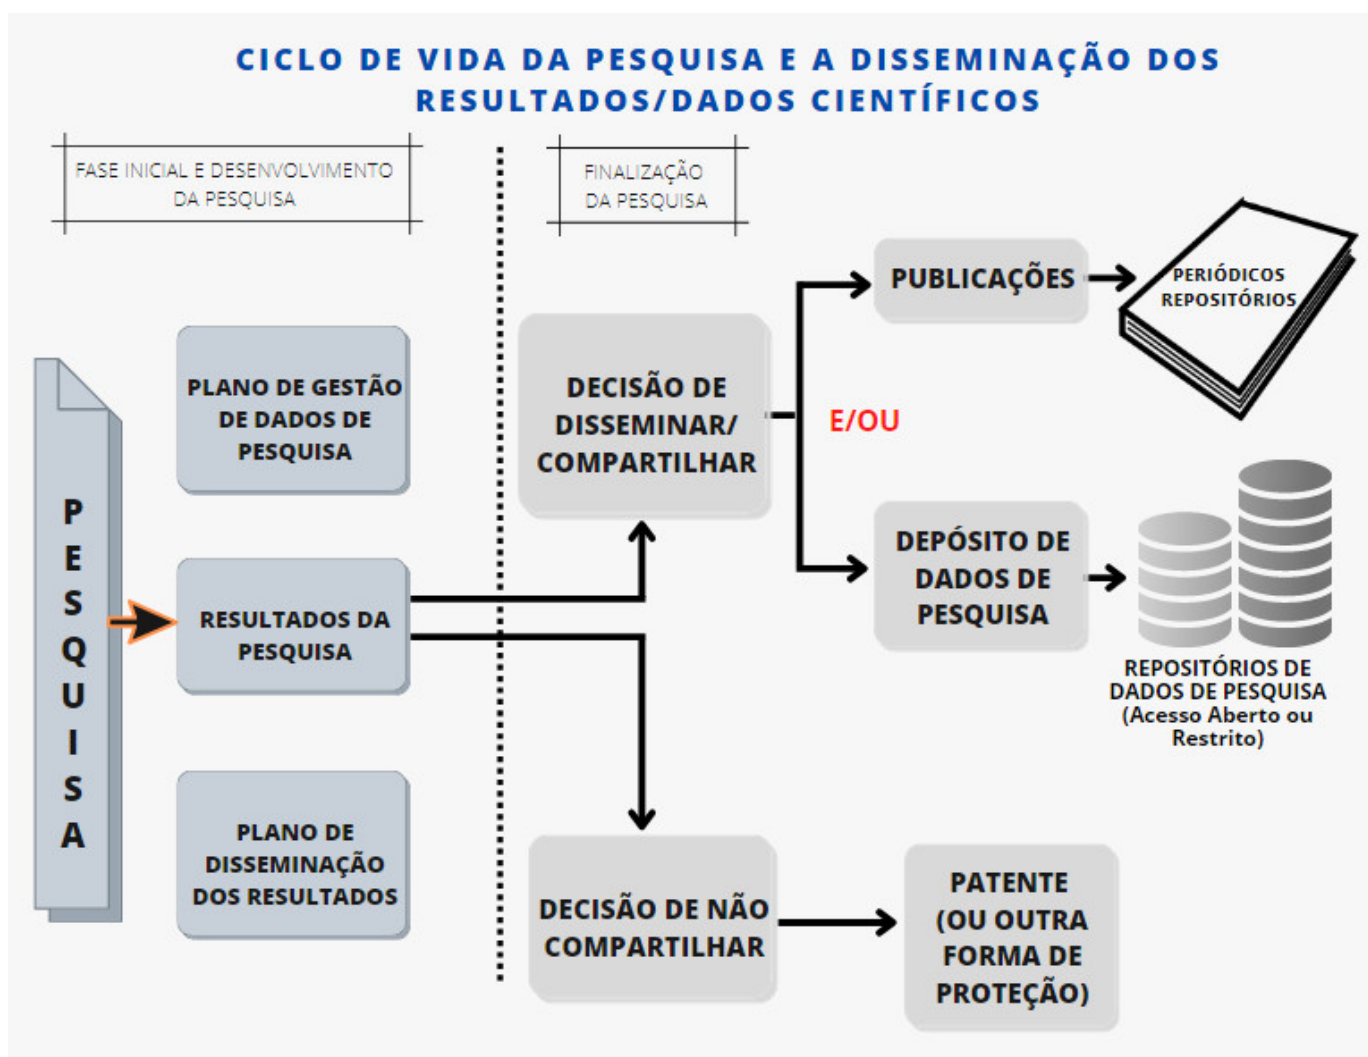 CICLO DE VIDA DA PESQUISA E A DISSEMINAÇÃO DOS
RESULTADOS/DADOS CIENTÍFICOS
FASE INICIAL E DESENVOLVIMENTO
DA PESQUISA
FINALIZAÇÃO
DA PESQUISA
PESQUISA
PLANO DE GESTÃO
DE DADOS DE
PESQUISA
RESULTADOS DA
PESQUISA
PLANO DE
DISSEMINAÇÃO
DOS RESULTADOS
DECISÃO DE
DISSEMINAR/
COMPARTILHAR
E/OU
PUBLICAÇÕES
PERIÓDICOS
REPOSITÓRIOS
DEPÓSITO DE
DADOS DE
PESQUISA
REPOSITÓRIOS DE
DADOS DE PESQUISA
(Acesso Aberto ou
Restrito)
DECISÃO DE NÃO
COMPARTILHAR
PATENTE
(OU OUTRA
FORMA DE
PROTEÇÃO)